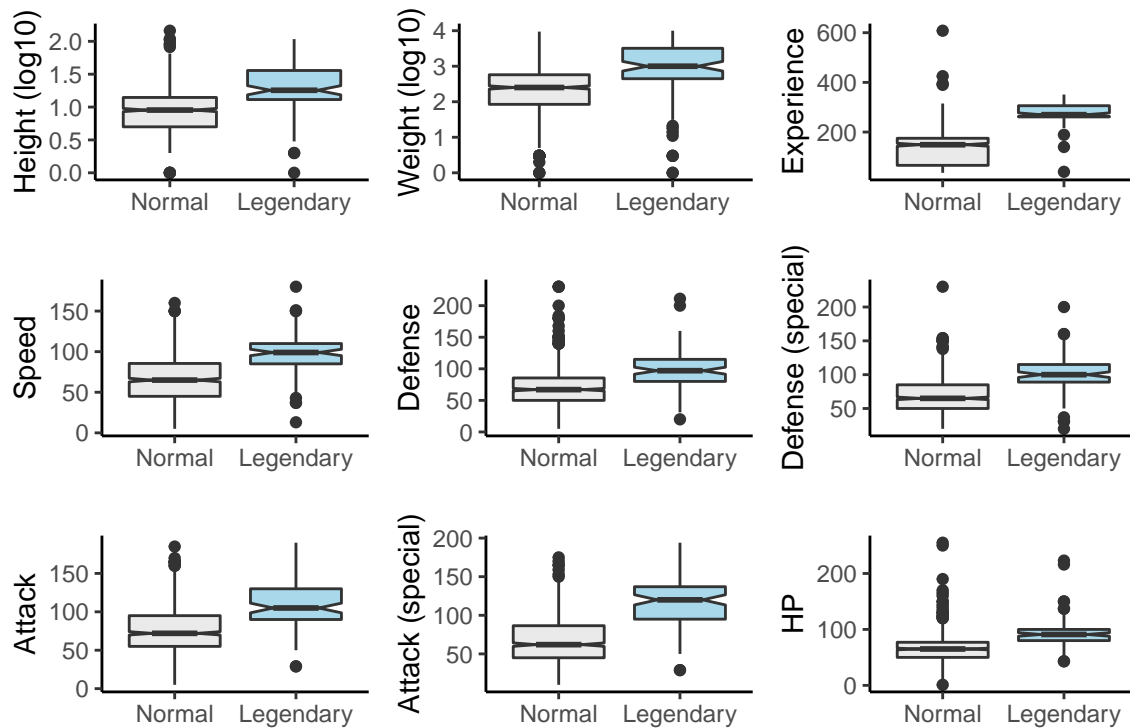 Height (log10)
2.0
1.5
1.0
0.5
0.0
Normal Legendary
Weight (log10)
4
3
2
1
0
Normal Legendary
Experience
600
400
200
Normal Legendary
Speed
150
100
50
0
Normal Legendary
Defense
200
150
100
50
0
Normal Legendary
Defense (special)
200
150
100
50
Normal Legendary
Attack
150
100
50
0
Normal Legendary
Attack (special)
200
150
100
50
Normal Legendary
HP
200
100
0
Normal Legendary